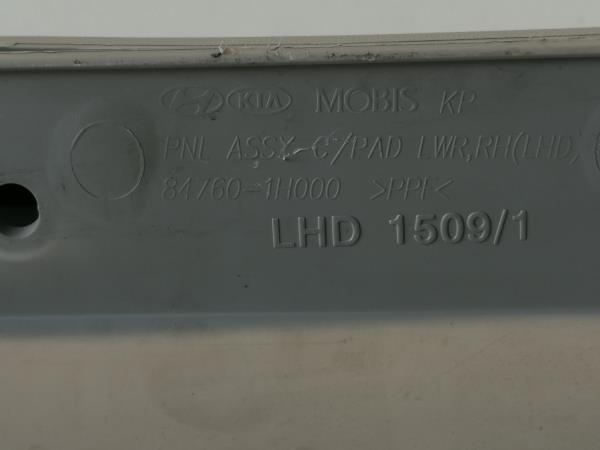 KIA MOBIS KP
PNL ASSY-C/PAD LWR,RH(LHD)
84760-1H000 >PPF<
LHD 1509/1